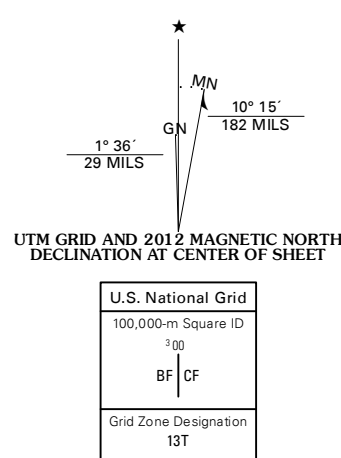 ★
MN
GN
10° 15´
182 MILS
1° 36´
29 MILS
UTM GRID AND 2012 MAGNETIC NORTH
DECLINATION AT CENTER OF SHEET
U.S. National Grid
100,000-m Square ID
³00
BF CF
Grid Zone Designation
13T